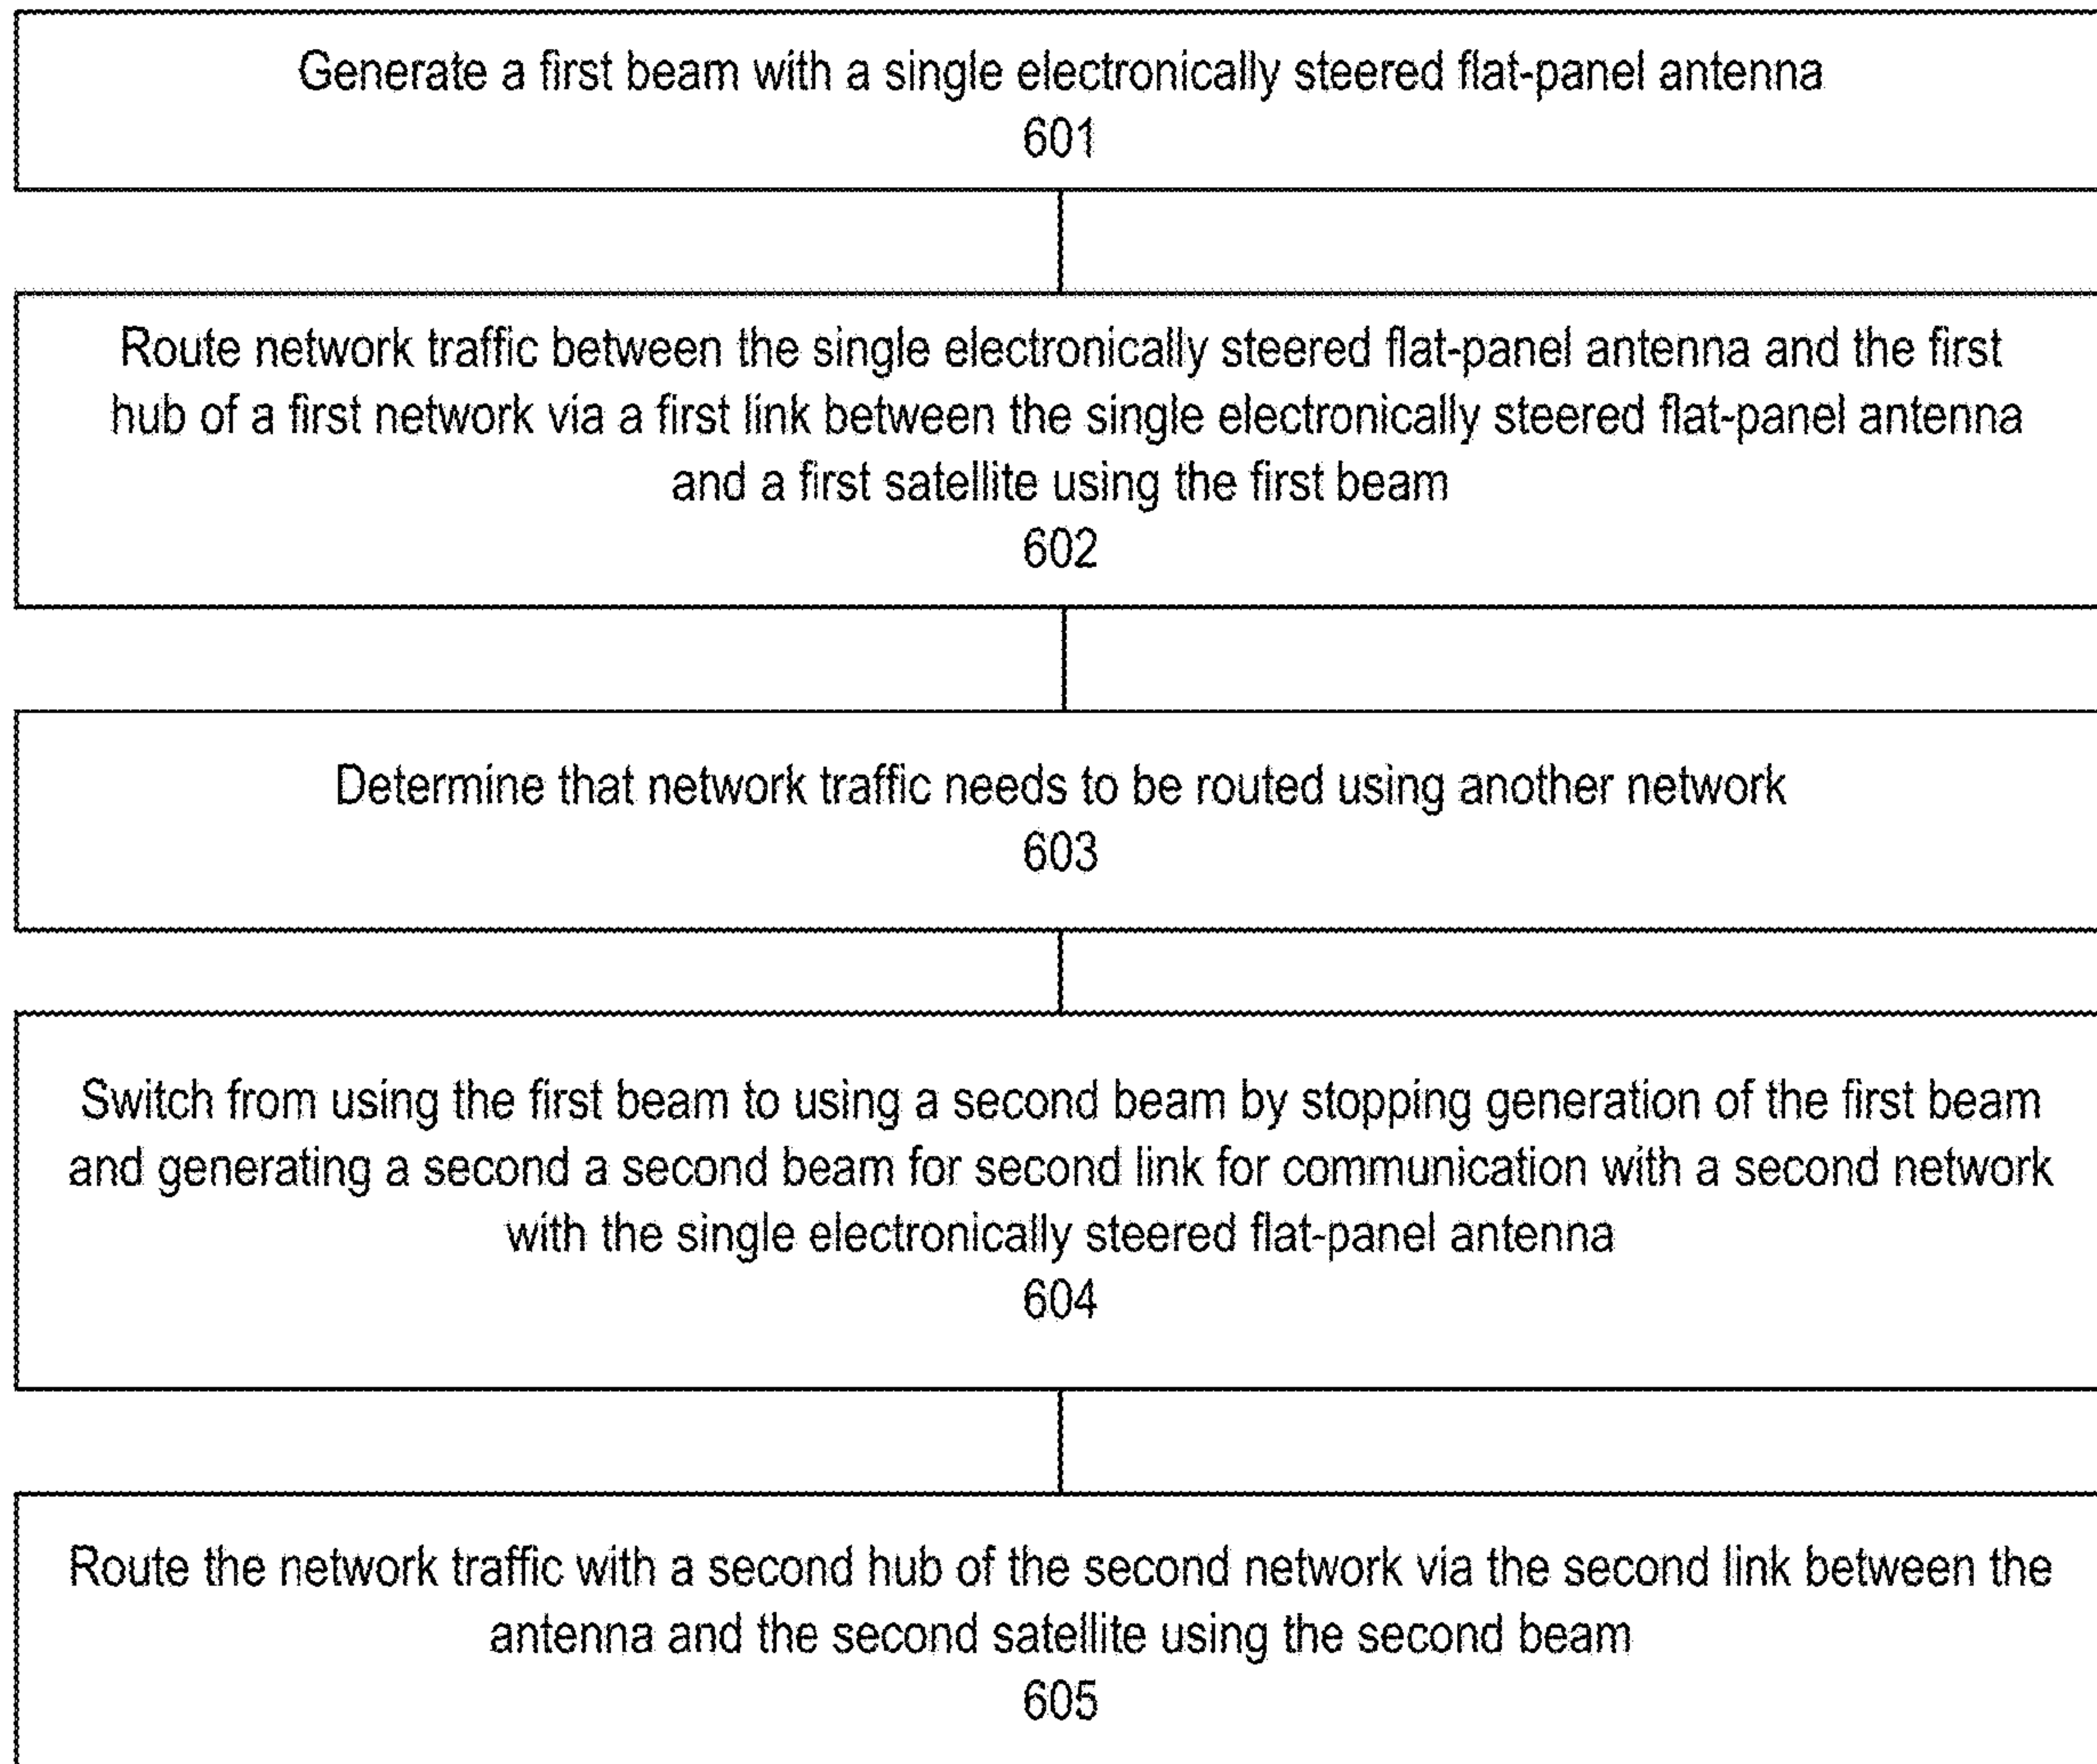 Generate a first beam with a single electronically steered flat-panel antenna
601
Route network traffic between the single electronically steered flat-panel antenna and the first
hub of a first network via a first link between the single electronically steered flat-panel antenna
and a first satellite using the first beam
602
Determine that network traffic needs to be routed using another network
603
Switch from using the first beam to using a second beam by stopping generation of the first beam
and generating a second a second beam for second link for communication with a second network
with the single electronically steered flat-panel antenna
604
Route the network traffic with a second hub of the second network via the second link between the
antenna and the second satellite using the second beam
605